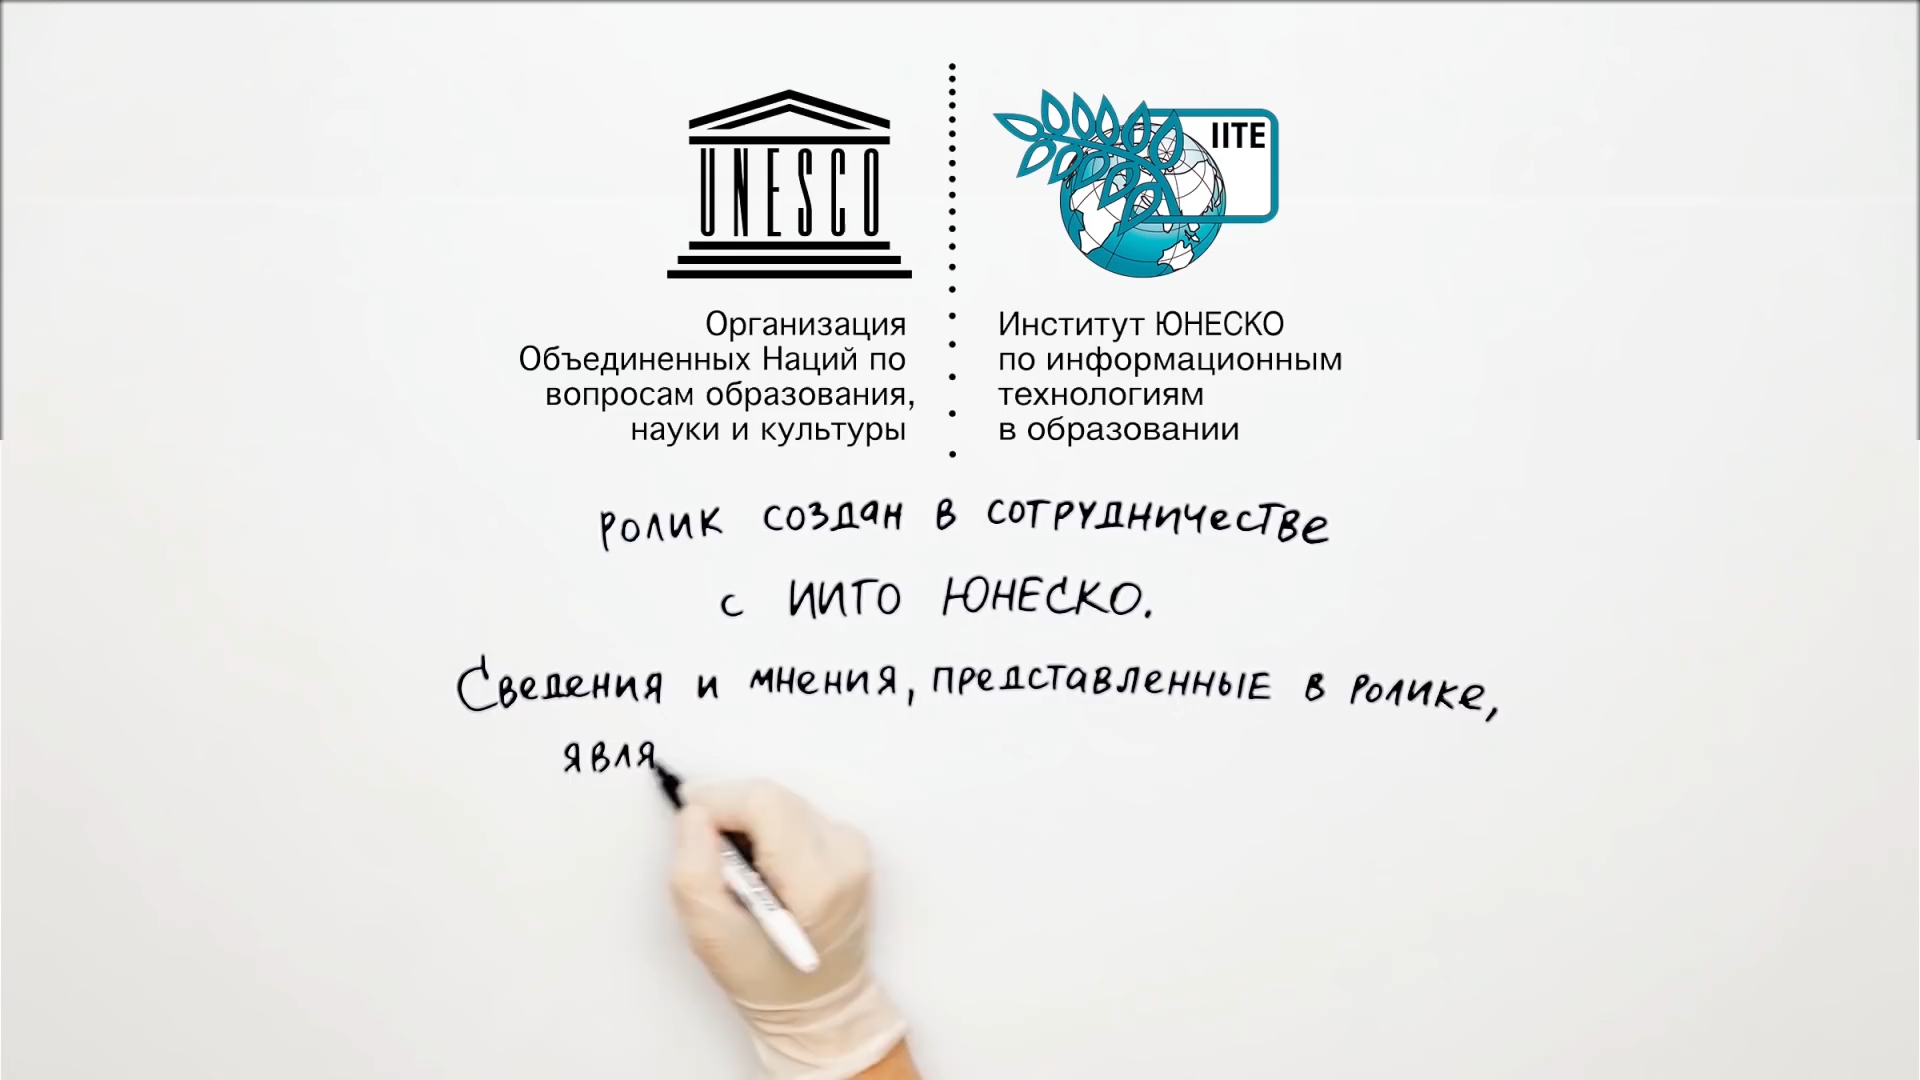 UNESCO
Организация
Объединенных Наций по
вопросам образования,
науки и культуры
IITE
Институт ЮНЕСКО
по информационным
технологиям
в образовании
ролик создан в сотрудничестве
с ИИТО ЮНЕСКО.
Сведения и мнения, представленные в ролике,
явля